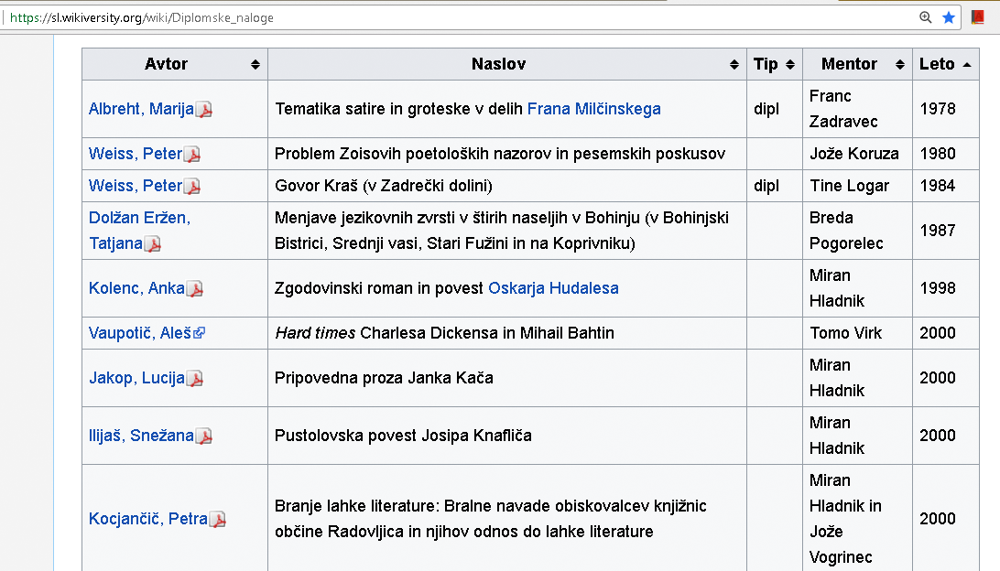 https://sl.wikiversity.org/wiki/Diplomske_naloge
Avtor Naslov Tip Mentor Leto
Albreht, Marija Tematika satire in groteske v delih Frana Milčinskega dipl Franc Zadravec 1978
Weiss, Peter Problem Zoisovih poetoloških nazorov in pesemskih poskusov Jože Koruza 1980
Weiss, Peter Govor Kraš (v Zadrečki dolini) dipl Tine Logar 1984
Dolžan Eržen, Tatjana Menjave jezikovnih zvrsti v štirih naseljih v Bohinju (v Bohinjski Bistrici, Srednji vasi, Stari Fužini in na Koprivniku) Breda Pogorelec 1987
Kolenc, Anka Zgodovinski roman in povest Oskarja Hudalesa Miran Hladnik 1998
Vaupotič, Aleš Hard times Charlesa Dickensa in Mihail Bahtin Tomo Virk 2000
Jakop, Lucija Pripovedna proza Janka Kača Miran Hladnik 2000
Ilijaš, Snežana Pustolovska povest Josipa Knafliča Miran Hladnik 2000
Kocjančič, Petra Branje lahke literature: Bralne navade obiskovalcev knjižnic občine Radovljica in njihov odnos do lahke literature Miran Hladnik in Jože Vogrinec 2000